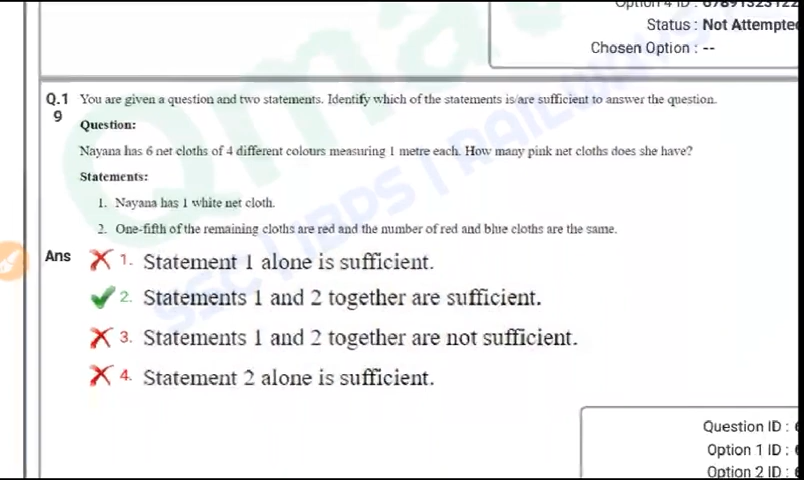 Status : Not Attempte
Chosen Option : --
Q.1 You are given a question and two statements. Identify which of the statements is/are sufficient to answer the question.
9
Question:
Nayana has 6 net cloths of 4 different colours measuring 1 metre each. How many pink net cloths does she have?
Statements:
1. Nayana has 1 white net cloth.
2. One-fifth of the remaining cloths are red and the number of red and blue cloths are the same.
Ans
1. Statement 1 alone is sufficient.
2. Statements 1 and 2 together are sufficient.
3. Statements 1 and 2 together are not sufficient.
4. Statement 2 alone is sufficient.
Question ID :
Option 1 ID :
Option 2 ID :